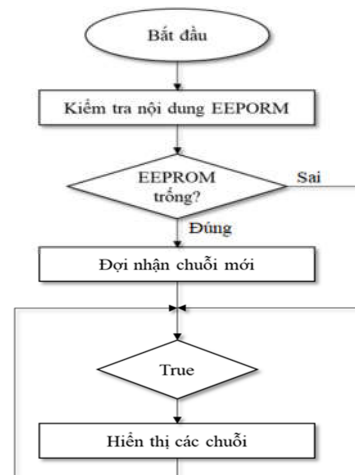 Bắt đầu
Kiểm tra nội dung EEPORM
EEPROM
trống?
Sai
Đúng
Đợi nhận chuỗi mới
True
Hiển thị các chuỗi